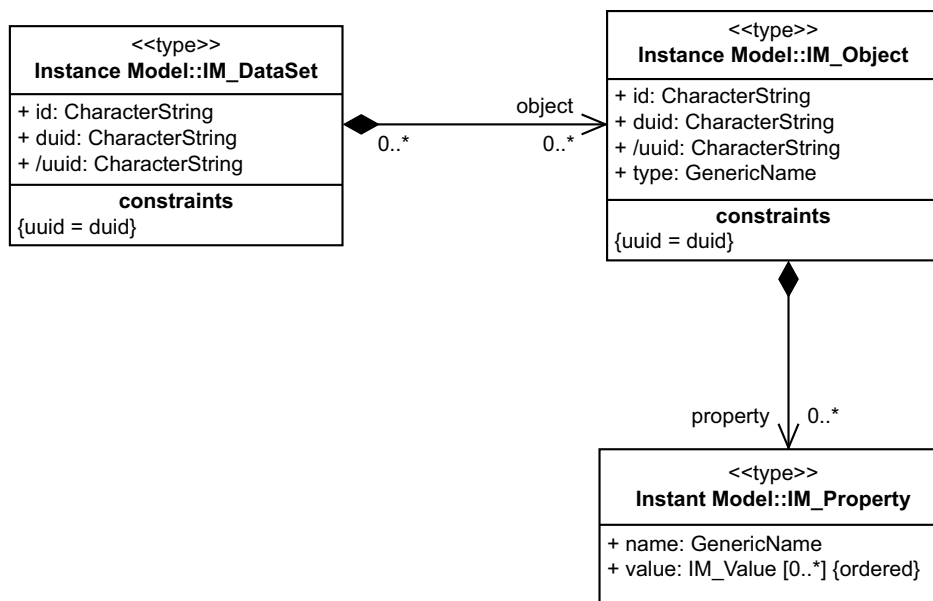 <<type>>
Instance Model::IM_DataSet
+ id: CharacterString
+ duid: CharacterString
+ /uuid: CharacterString
constraints
{uuid = duid}
object
0..*
0..*
<<type>>
Instance Model::IM_Object
+ id: CharacterString
+ duid: CharacterString
+ /uuid: CharacterString
+ type: GenericName
constraints
{uuid = duid}
property
0..*
<<type>>
Instant Model::IM_Property
+ name: GenericName
+ value: IM_Value [0..*] {ordered}